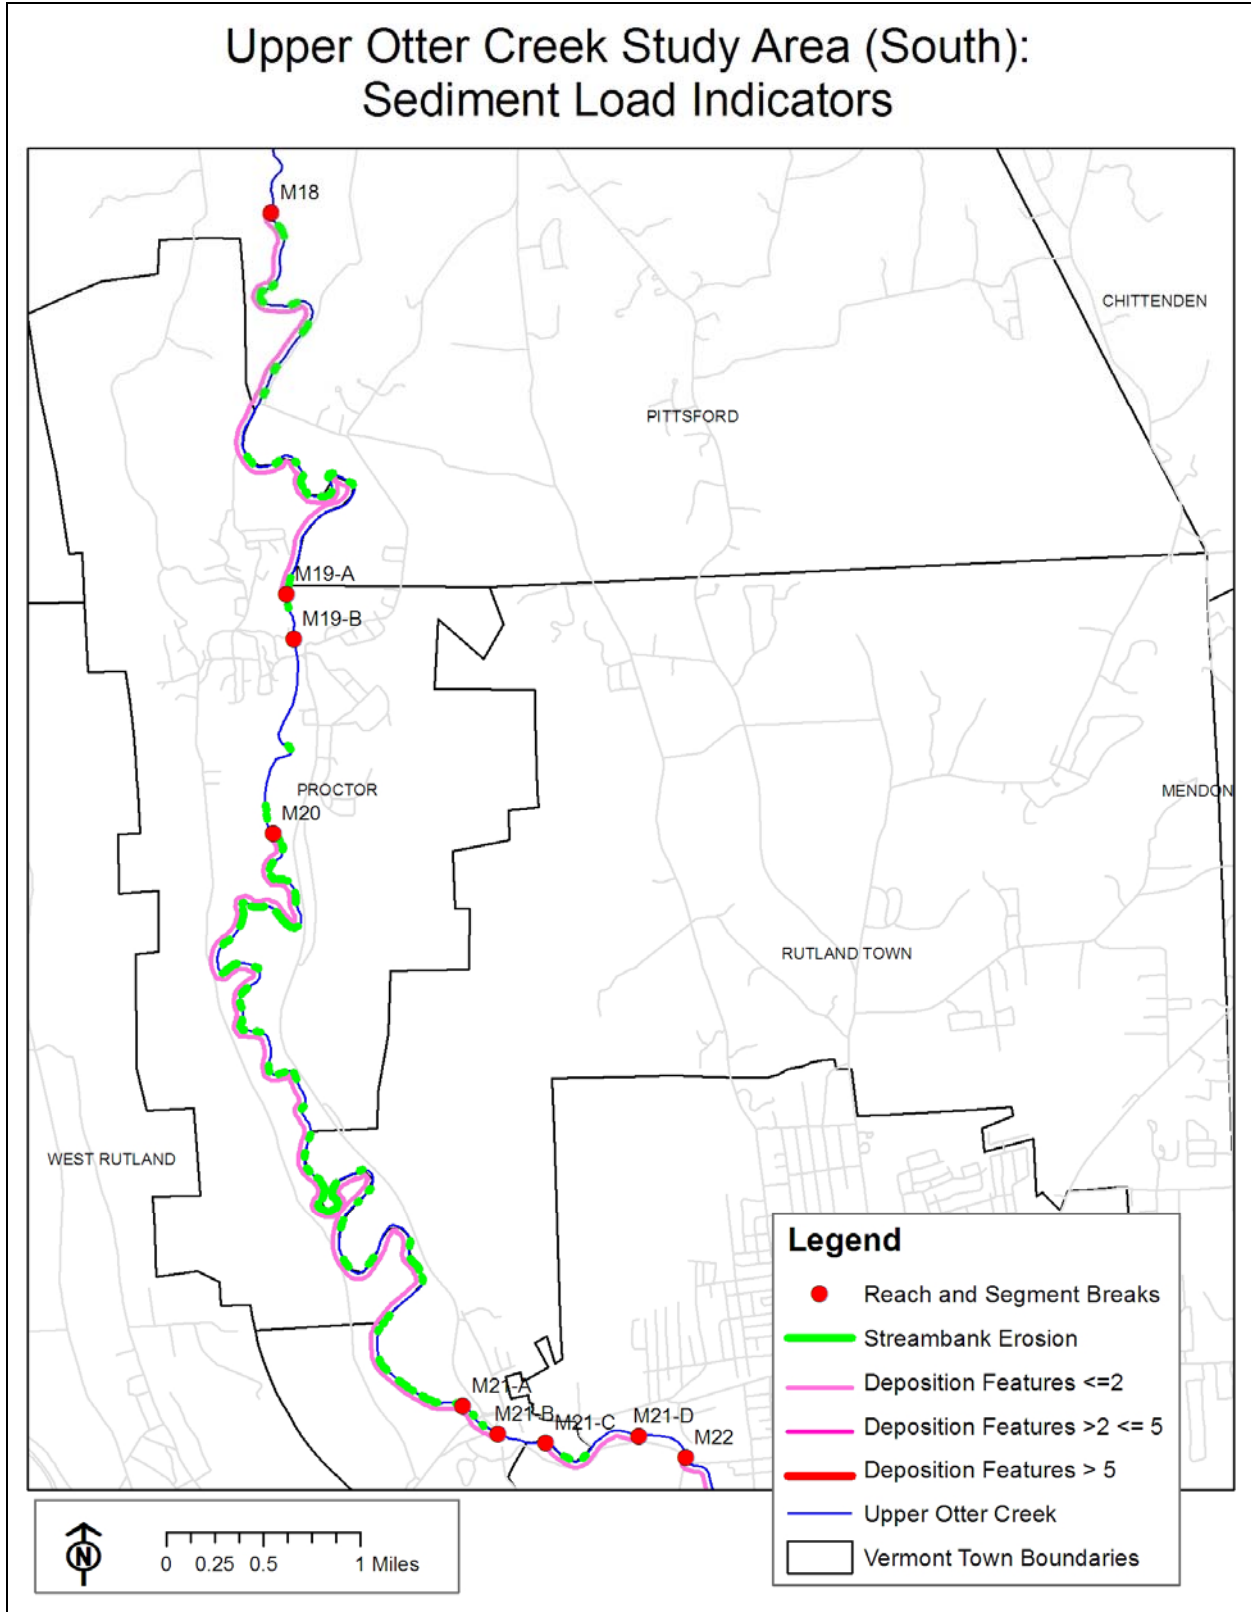 Upper Otter Creek Study Area (South):
Sediment Load Indicators
M18
CHITTENDEN
PITTSFORD
M19-A
M19-B
PROCTOR
MENDON
M20
RUTLAND TOWN
WEST RUTLAND
M21-A
M21-B
M21-C
M21-D
M22
Legend
Reach and Segment Breaks
Streambank Erosion
Deposition Features <=2
Deposition Features >2 <= 5
Deposition Features > 5
Upper Otter Creek
Vermont Town Boundaries
N
0 0.25 0.5 1 Miles